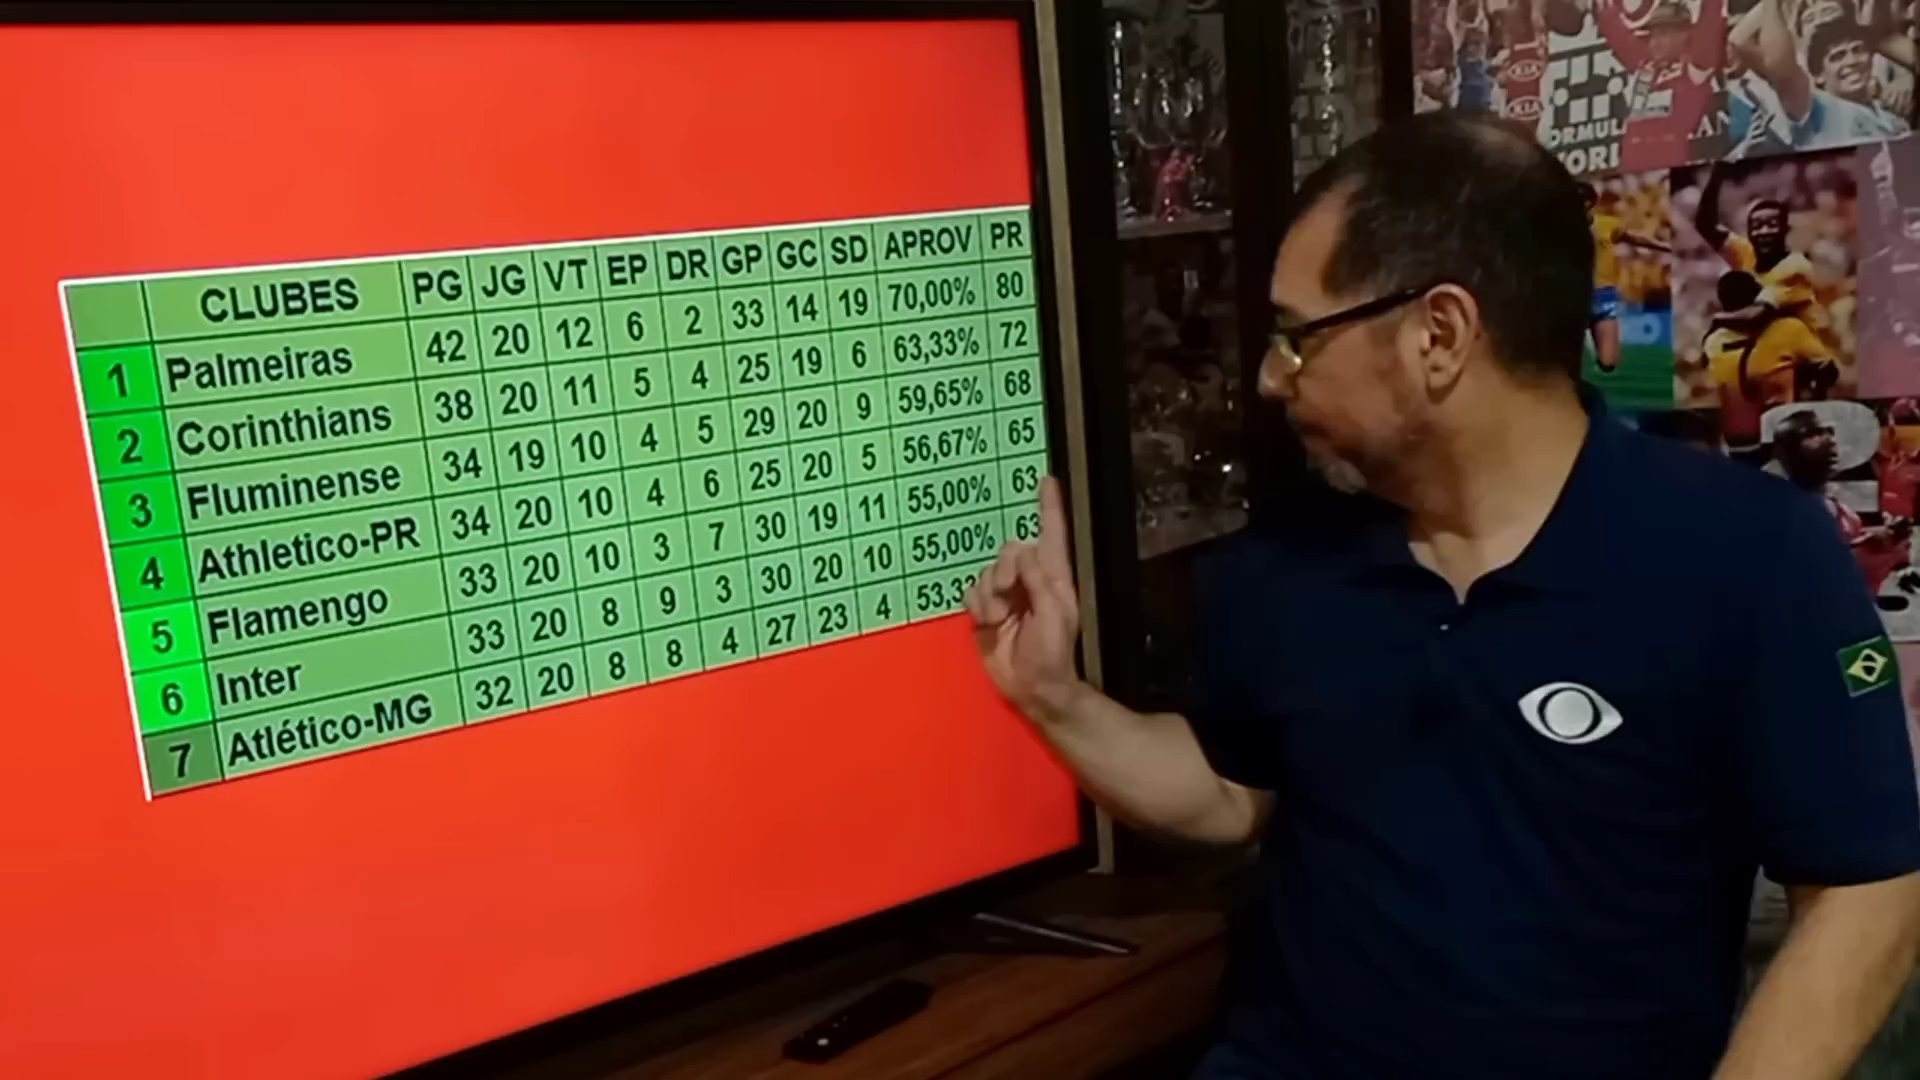 CLUBES PG JG VT EP DR GP GC SD APROV PR
1 Palmeiras 42 20 12 6 2 33 14 19 70,00% 80
2 Corinthians 38 20 11 5 4 25 19 6 63,33% 72
3 Fluminense 34 19 10 4 5 29 20 9 59,65% 68
4 Athletico-PR 34 20 10 4 6 25 20 5 56,67% 65
5 Flamengo 33 20 10 3 7 30 19 11 55,00% 63
6 Inter 33 20 8 9 3 30 20 10 55,00% 63
7 Atlético-MG 32 20 8 8 4 27 23 4 53,3
KIA
KIA